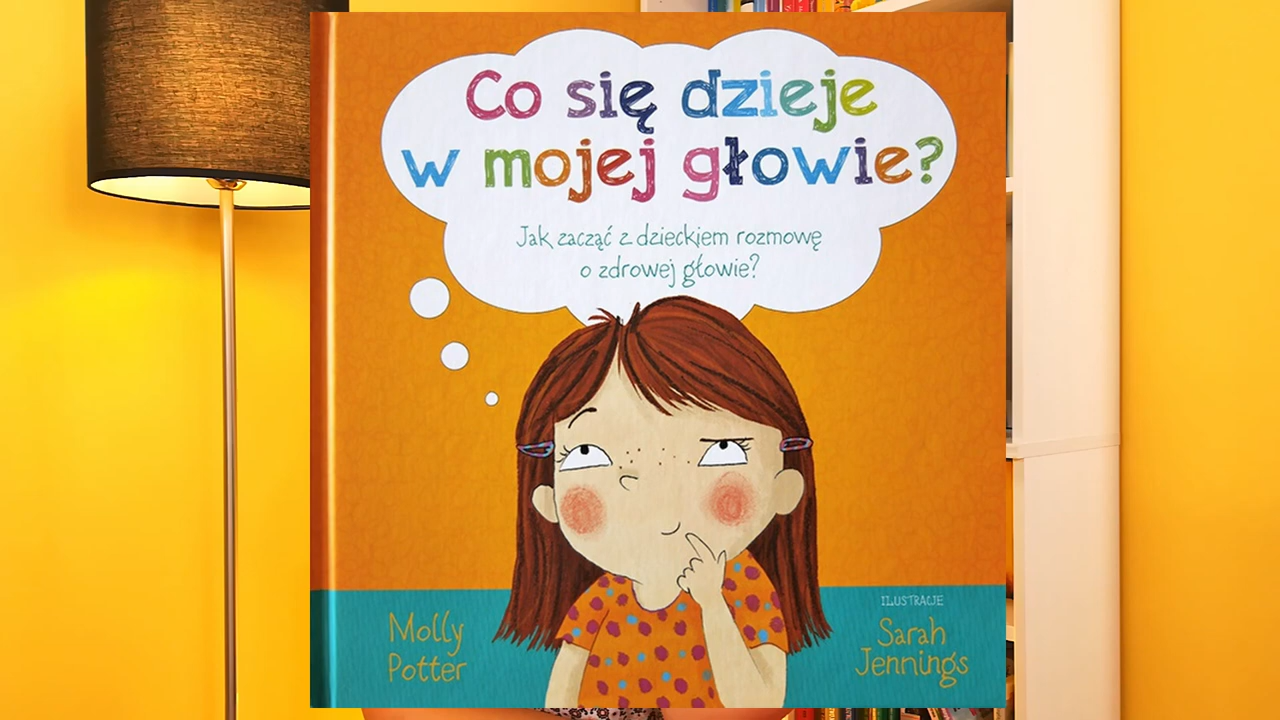 Co się dzieje
w mojej głowie?
Jak zacząć z dzieckiem rozmowę
o zdrowej głowie?
Molly
Potter
ILUSTRACJE
Sarah
Jennings